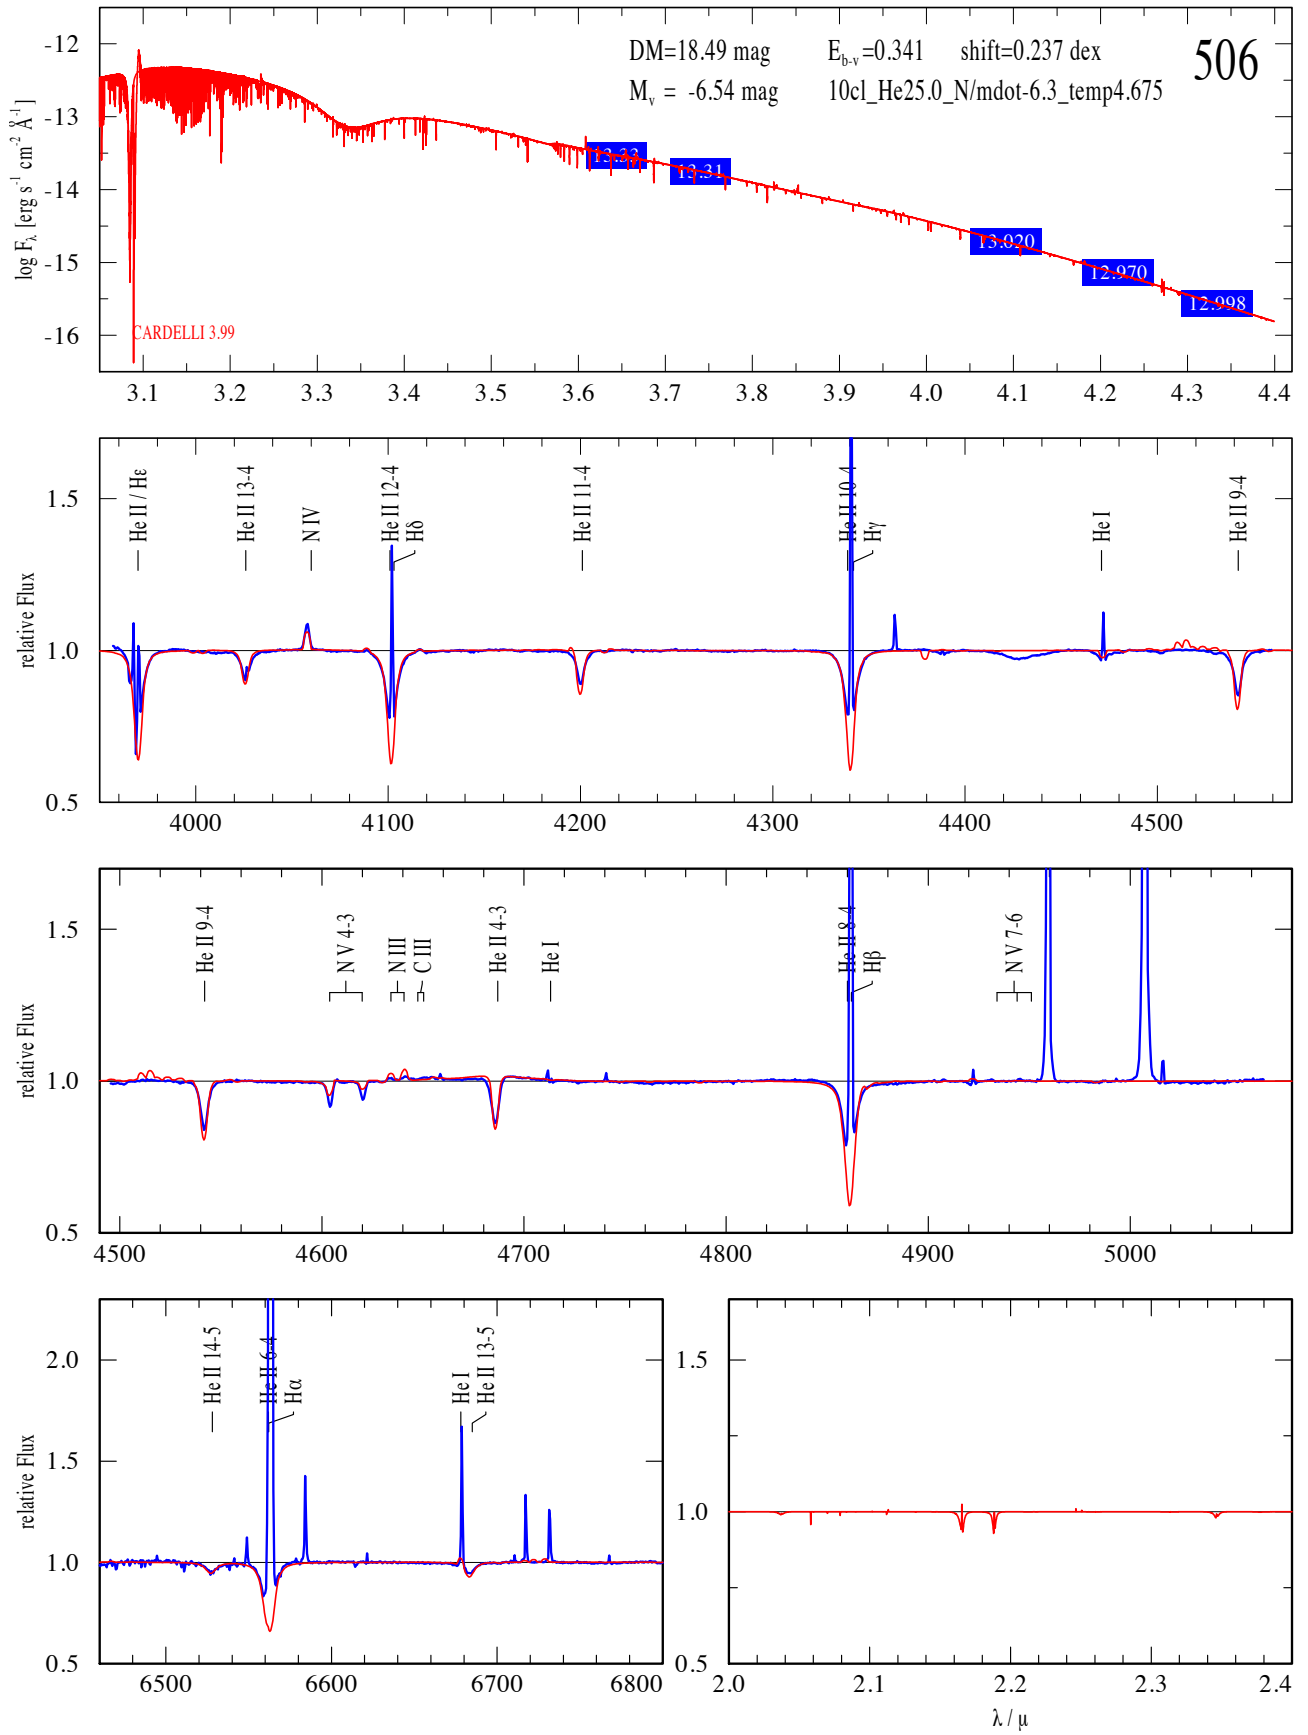 DM=18.49 mag E_b-v=0.341 shift=0.237 dex 506
M_v = -6.54 mag 10cl_He25.0_N/mdot-6.3_temp4.675
log F_λ [erg s⁻¹ cm⁻² Å⁻¹]
-12
-13
-14
-15
-16
13.33
13.31
13.020
12.970
12.998
CARDELLI 3.99
3.1 3.2 3.3 3.4 3.5 3.6 3.7 3.8 3.9 4.0 4.1 4.2 4.3 4.4
relative Flux
1.5
1.0
0.5
He II / Hε
He II 13-4
N IV
He II 12-4
Hδ
He II 11-4
He II 10-4
Hγ
He I
He II 9-4
4000 4100 4200 4300 4400 4500
relative Flux
1.5
1.0
0.5
He II 9-4
N V 4-3
N III
C III
He II 4-3
He I
He II 8-4
Hβ
N V 7-6
4500 4600 4700 4800 4900 5000
relative Flux
2.0
1.5
1.0
0.5
He II 14-5
He II 6-4
Hα
He I
He II 13-5
6500 6600 6700 6800
1.5
1.0
0.5
2.0 2.1 2.2 2.3 2.4
λ / μ